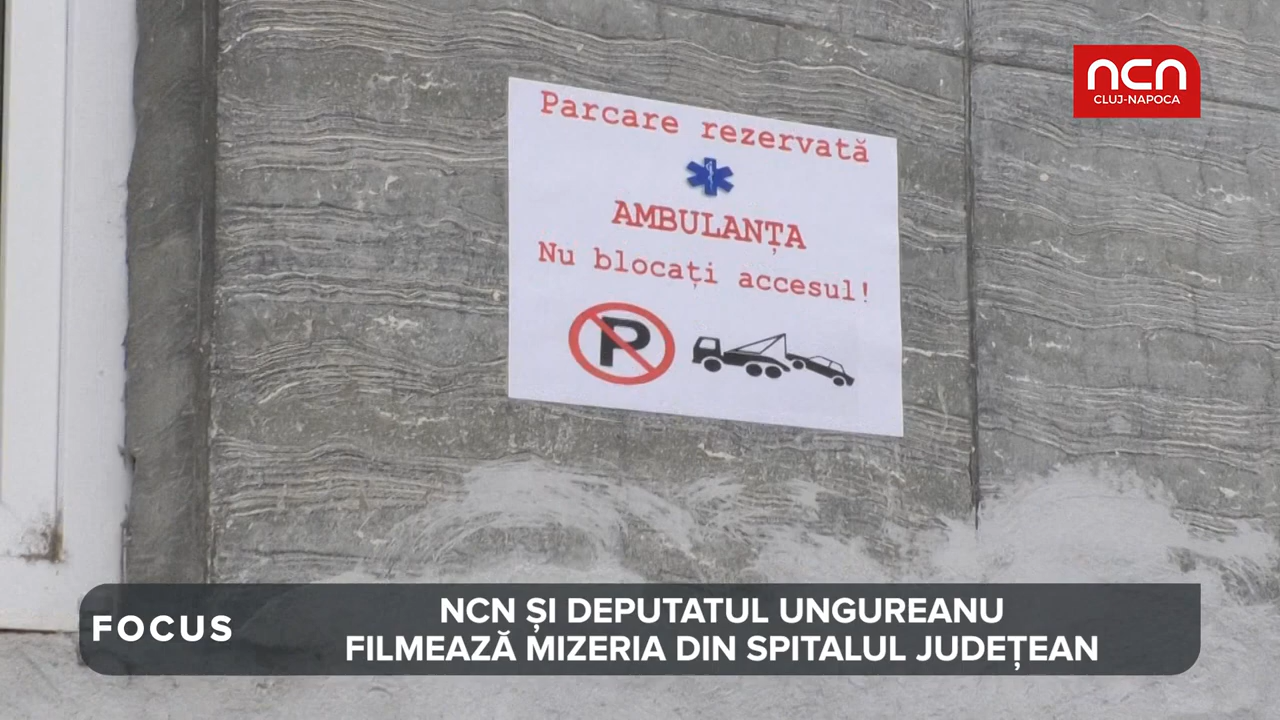 ncn
CLUJ-NAPOCA
Parcare rezervată
AMBULANȚA
Nu blocați accesul!
P
FOCUS
NCN ȘI DEPUTATUL UNGUREANU
FILMEAZĂ MIZERIA DIN SPITALUL JUDEȚEAN